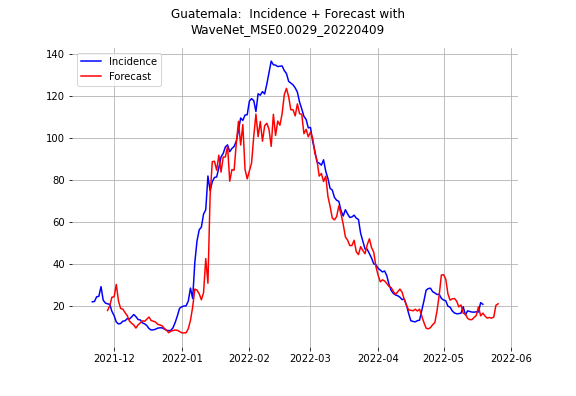 Guatemala:  Incidence + Forecast with
WaveNet_MSE0.0029_20220409
Incidence
Forecast
140
120
100
80
60
40
20
2021-12 2022-01 2022-02 2022-03 2022-04 2022-05 2022-06